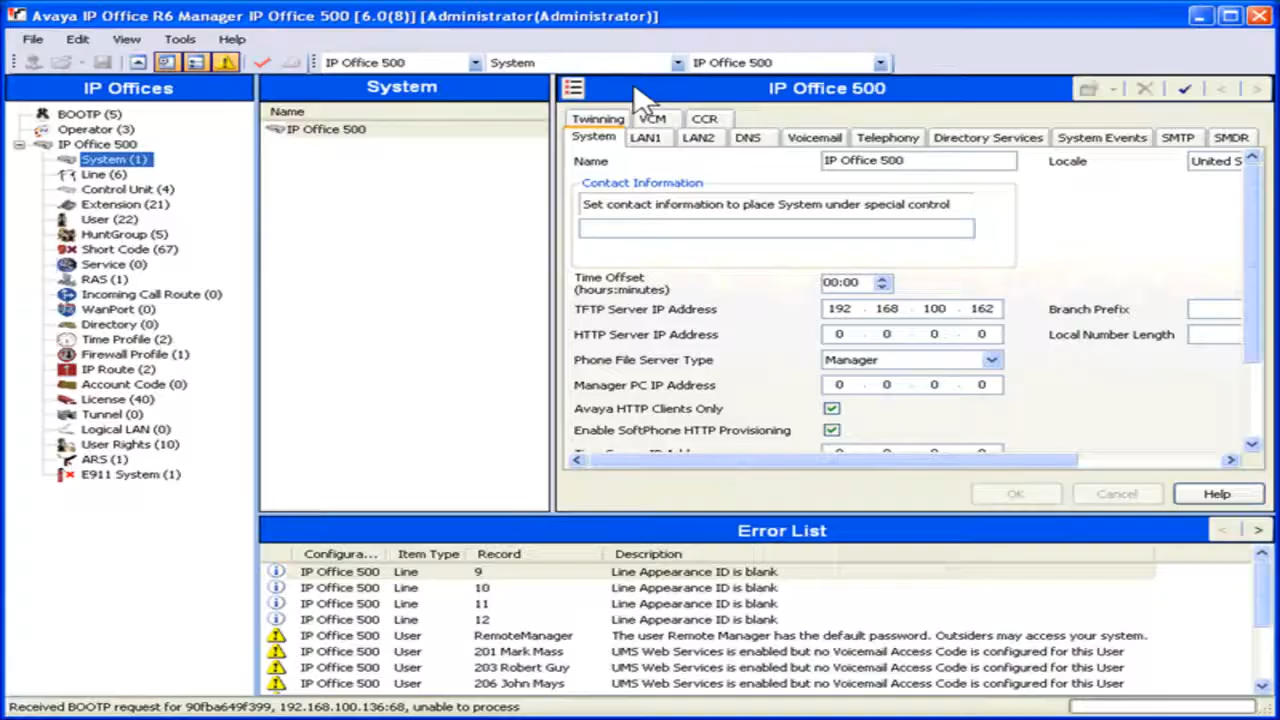 Avaya IP Office R6 Manager IP Office 500 [6.0(8)] [Administrator(Administrator)]
File Edit View Tools Help
IP Office 500 System IP Office 500
IP Offices
BOOTP (5)
Operator (3)
IP Office 500
System (1)
Line (6)
Control Unit (4)
Extension (21)
User (22)
HuntGroup (5)
Short Code (67)
Service (0)
RAS (1)
Incoming Call Route (0)
WanPort (0)
Directory (0)
Time Profile (2)
Firewall Profile (1)
IP Route (2)
Account Code (0)
License (40)
Tunnel (0)
Logical LAN (0)
User Rights (10)
ARS (1)
E911 System (1)
System
Name
IP Office 500
IP Office 500
Twinning VCM CCR
System LAN1 LAN2 DNS Voicemail Telephony Directory Services System Events SMTP SMDR
Name IP Office 500 Locale United S
Contact Information
Set contact information to place System under special control
Time Offset
(hours:minutes) 00:00
TFTP Server IP Address 192 . 168 . 100 . 162 Branch Prefix
HTTP Server IP Address 0 . 0 . 0 . 0 Local Number Length
Phone File Server Type Manager
Manager PC IP Address 0 . 0 . 0 . 0
Avaya HTTP Clients Only
Enable SoftPhone HTTP Provisioning
OK Cancel Help
Error List
Configura... Item Type Record Description
IP Office 500 Line 9 Line Appearance ID is blank
IP Office 500 Line 10 Line Appearance ID is blank
IP Office 500 Line 11 Line Appearance ID is blank
IP Office 500 Line 12 Line Appearance ID is blank
IP Office 500 User RemoteManager The user Remote Manager has the default password. Outsiders may access your system.
IP Office 500 User 201 Mark Mass UMS Web Services is enabled but no Voicemail Access Code is configured for this User
IP Office 500 User 203 Robert Guy UMS Web Services is enabled but no Voicemail Access Code is configured for this User
IP Office 500 User 206 John Mays UMS Web Services is enabled but no Voicemail Access Code is configured for this User
Received BOOTP request for 90fba649f399, 192.168.100.136:68, unable to process